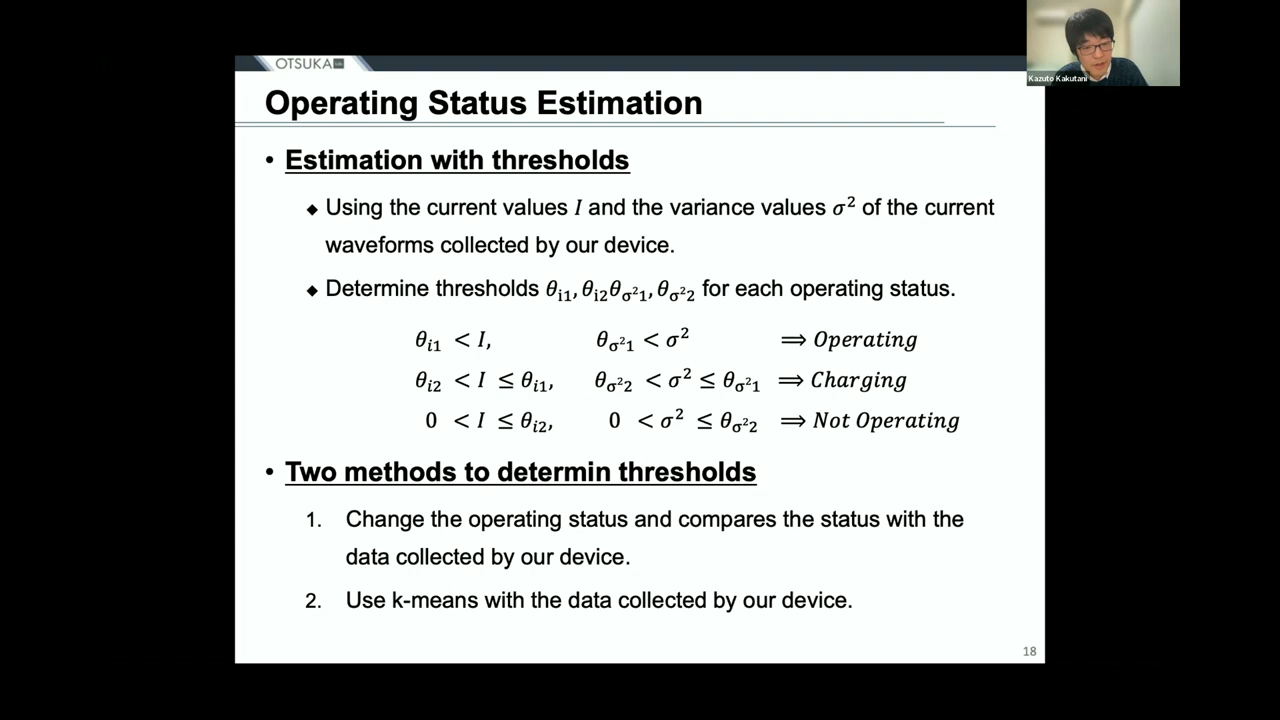 Kazuto Kakutani
OTSUKA
Operating Status Estimation
• Estimation with thresholds
◆ Using the current values I and the variance values σ² of the current
waveforms collected by our device.
◆ Determine thresholds θi1, θi2θσ²1, θσ²2 for each operating status.
θi1 < I, θσ²1 < σ² ⟹ Operating
θi2 < I ≤ θi1, θσ²2 < σ² ≤ θσ²1 ⟹ Charging
0 < I ≤ θi2, 0 < σ² ≤ θσ²2 ⟹ Not Operating
• Two methods to determin thresholds
1. Change the operating status and compares the status with the
data collected by our device.
2. Use k-means with the data collected by our device.
18